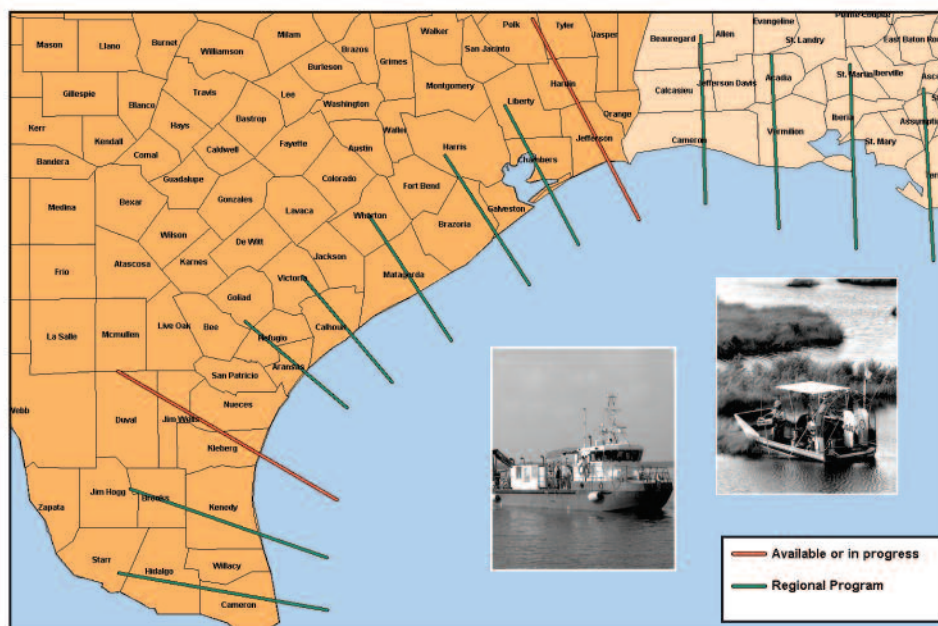 Polk
Tyler
Jasper
Walker
San Jacinto
Milam
Brazos
Grimes
Mason
Llano
Burnet
Williamson
Burleson
Montgomery
Liberty
Hardin
Orange
Jefferson
Gillespie
Blanco
Travis
Lee
Washington
Waller
Harris
Chambers
Kerr
Kendall
Hays
Bastrop
Fayette
Austin
Bandera
Comal
Caldwell
Guadalupe
Colorado
Fort Bend
Galveston
Medina
Bexar
Gonzales
Lavaca
Wharton
Brazoria
Wilson
De Witt
Jackson
Matagorda
Frio
Atascosa
Karnes
Victoria
Goliad
Calhoun
La Salle
Mcmullen
Live Oak
Bee
Refugio
Aransas
San Patricio
Nueces
Webb
Duval
Jim Wells
Kleberg
Zapata
Jim Hogg
Brooks
Kenedy
Starr
Hidalgo
Willacy
Cameron
Beauregard
Allen
Evangeline
St. Landry
East Baton
Calcasieu
Jefferson Davis
Acadia
St. Martin
Iberville
Cameron
Vermilion
Iberia
St. Mary
Assumption
Available or in progress
Regional Program